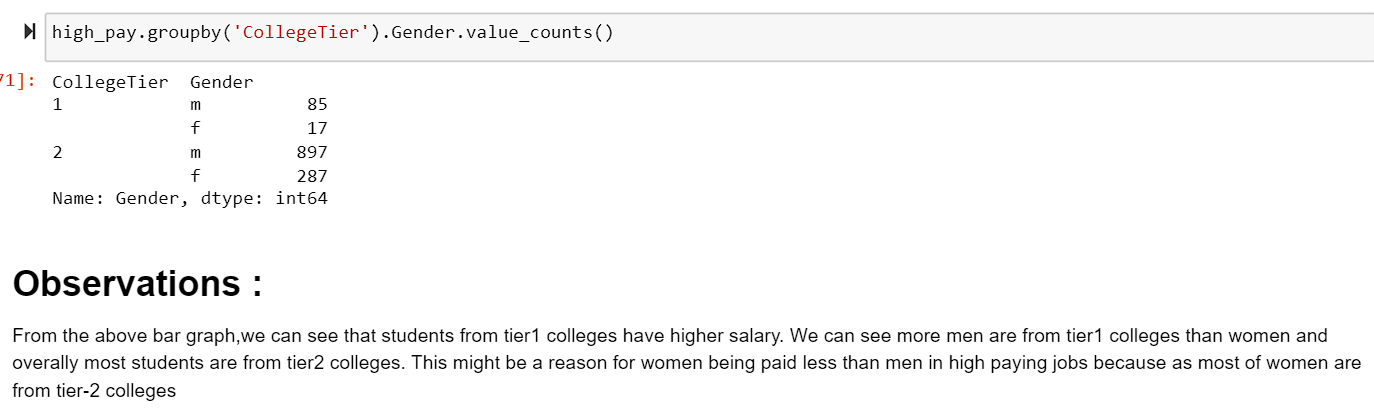 high_pay.groupby('CollegeTier').Gender.value_counts()
71]: CollegeTier  Gender
1            m          85
             f          17
2            m         897
             f         287
Name: Gender, dtype: int64
Observations :
From the above bar graph,we can see that students from tier1 colleges have higher salary. We can see more men are from tier1 colleges than women and
overally most students are from tier2 colleges. This might be a reason for women being paid less than men in high paying jobs because as most of women are
from tier-2 colleges